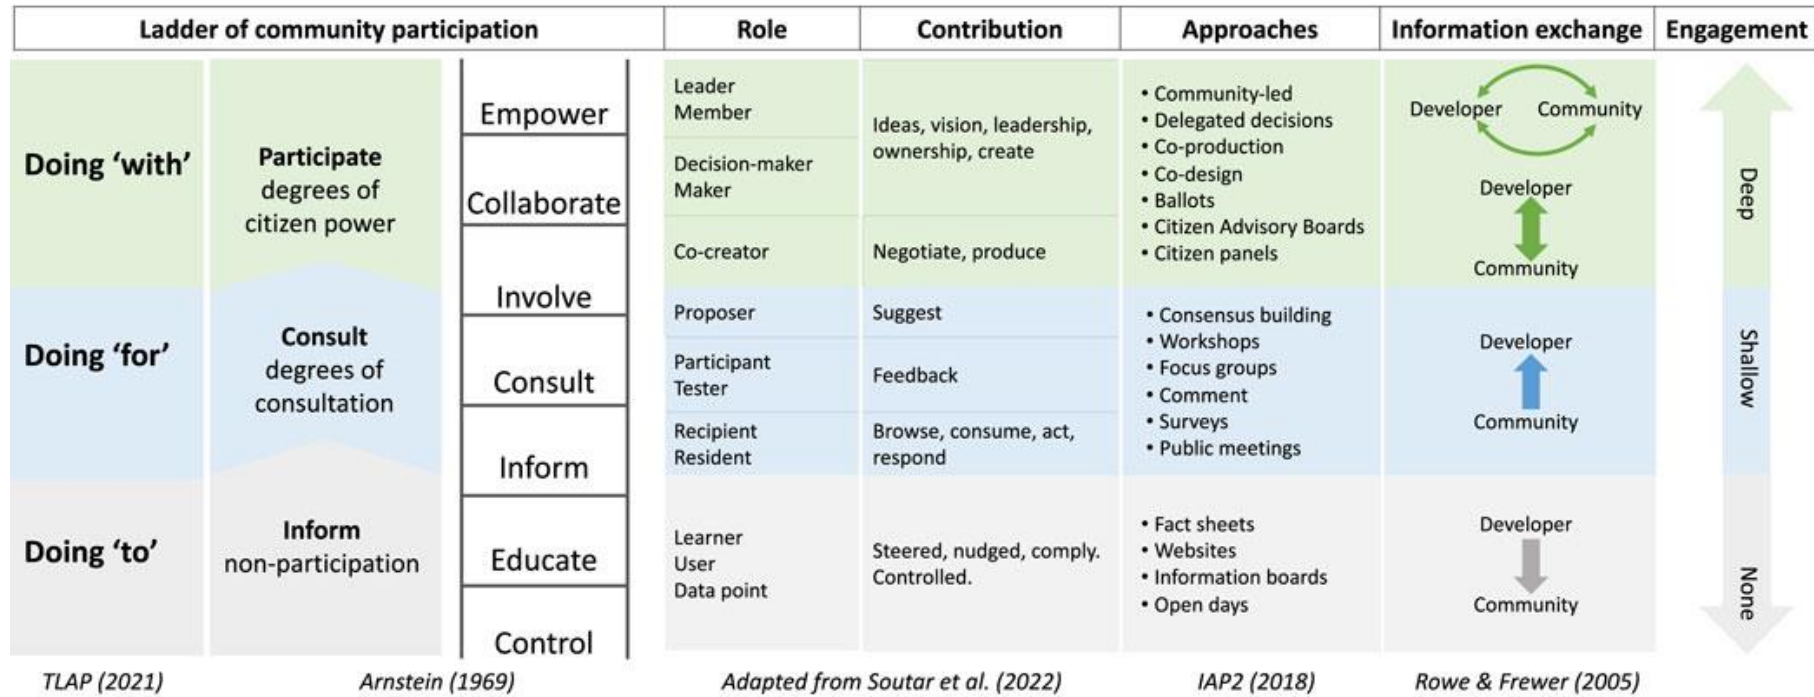 Ladder of community participation
Role
Contribution
Approaches
Information exchange
Engagement
Doing ‘with’
Participate
degrees of
citizen power
Empower
Collaborate
Involve
Leader
Member
Decision-maker
Maker
Co-creator
Ideas, vision, leadership,
ownership, create
Negotiate, produce
• Community-led
• Delegated decisions
• Co-production
• Co-design
• Ballots
• Citizen Advisory Boards
• Citizen panels
Developer Community
Developer
Community
Deep
Doing ‘for’
Consult
degrees of
consultation
Consult
Inform
Proposer
Participant
Tester
Recipient
Resident
Suggest
Feedback
Browse, consume, act,
respond
• Consensus building
• Workshops
• Focus groups
• Comment
• Surveys
• Public meetings
Developer
Community
Shallow
Doing ‘to’
Inform
non-participation
Educate
Control
Learner
User
Data point
Steered, nudged, comply.
Controlled.
• Fact sheets
• Websites
• Information boards
• Open days
Developer
Community
None
TLAP (2021)
Arnstein (1969)
Adapted from Soutar et al. (2022)
IAP2 (2018)
Rowe & Frewer (2005)